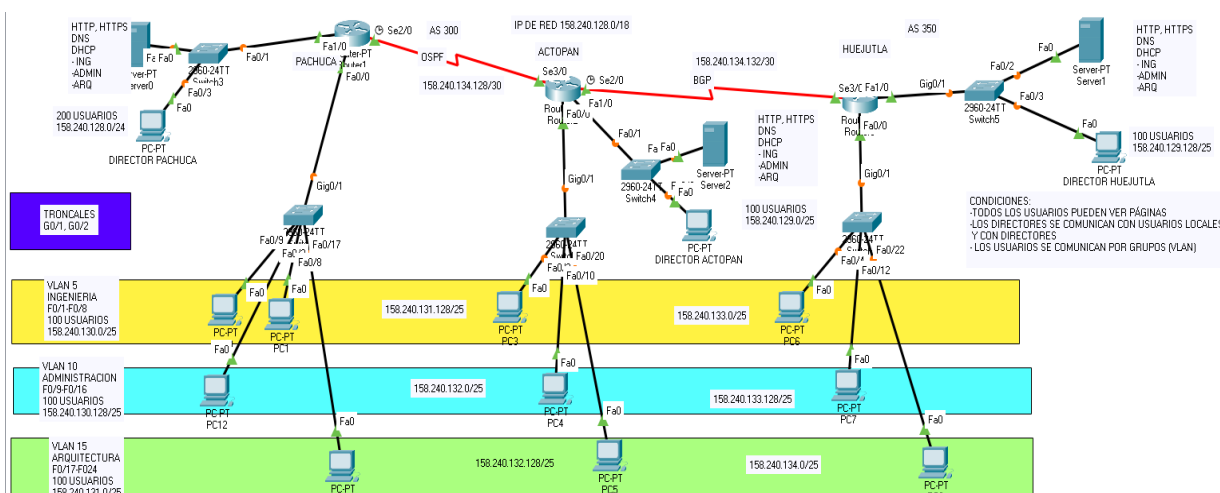 HTTP, HTTPS
DNS
DHCP
- ING
-ADMIN
-ARQ
Fa0
Fa0/1
2960-24TT
Switch3
Fa0/3
Fa0
200 USUARIOS
158.240.128.0/24
PC-PT
DIRECTOR PACHUCA
Fa1/0
PACHUCA
Fa0/0
Se2/0
AS 300
OSPF
158.240.134.128/30
IP DE RED 158.240.128.0/18
ACTOPAN
Se3/0
Se2/0
Fa1/0
Fa0/1
Fa0
Server-PT
Server2
2960-24TT
Switch4
Fa0
PC-PT
DIRECTOR ACTOPAN
158.240.134.132/30
BGP
HTTP, HTTPS
DNS
DHCP
- ING
-ADMIN
-ARQ
100 USUARIOS
158.240.129.0/25
AS 350
HUEJUTLA
Fa1/0
Fa0/0
Gig0/1
Fa0/2
Fa0
Server-PT
Server1
2960-24TT
Switch5
Fa0/3
Fa0
PC-PT
DIRECTOR HUEJUTLA
HTTP, HTTPS
DNS
DHCP
- ING
-ADMIN
-ARQ
100 USUARIOS
158.240.129.128/25
CONDICIONES:
-TODOS LOS USUARIOS PUEDEN VER PÁGINAS
-LOS DIRECTORES SE COMUNICAN CON USUARIOS LOCALES
Y CON DIRECTORES
- LOS USUARIOS SE COMUNICAN POR GRUPOS (VLAN)
TRONCALES
G0/1, G0/2
Gig0/1
Fa0/9
Fa0/17
Fa0/8
Gig0/1
Fa0/20
Fa0/10
Gig0/1
Fa0/22
Fa0/12
VLAN 5
INGENIERIA
F0/1-F0/8
100 USUARIOS
158.240.130.0/25
Fa0
PC-PT
Fa0
PC-PT
PC1
158.240.131.128/25
Fa0
PC-PT
PC3
158.240.133.0/25
Fa0
PC-PT
PC6
VLAN 10
ADMINISTRACION
F0/9-F0/16
100 USUARIOS
158.240.130.128/25
Fa0
PC-PT
PC12
158.240.132.0/25
Fa0
PC-PT
PC4
158.240.133.128/25
Fa0
PC-PT
PC7
VLAN 15
ARQUITECTURA
F0/17-F024
100 USUARIOS
158.240.131.0/25
Fa0
PC-PT
158.240.132.128/25
Fa0
PC-PT
PC5
158.240.134.0/25
Fa0
PC-PT